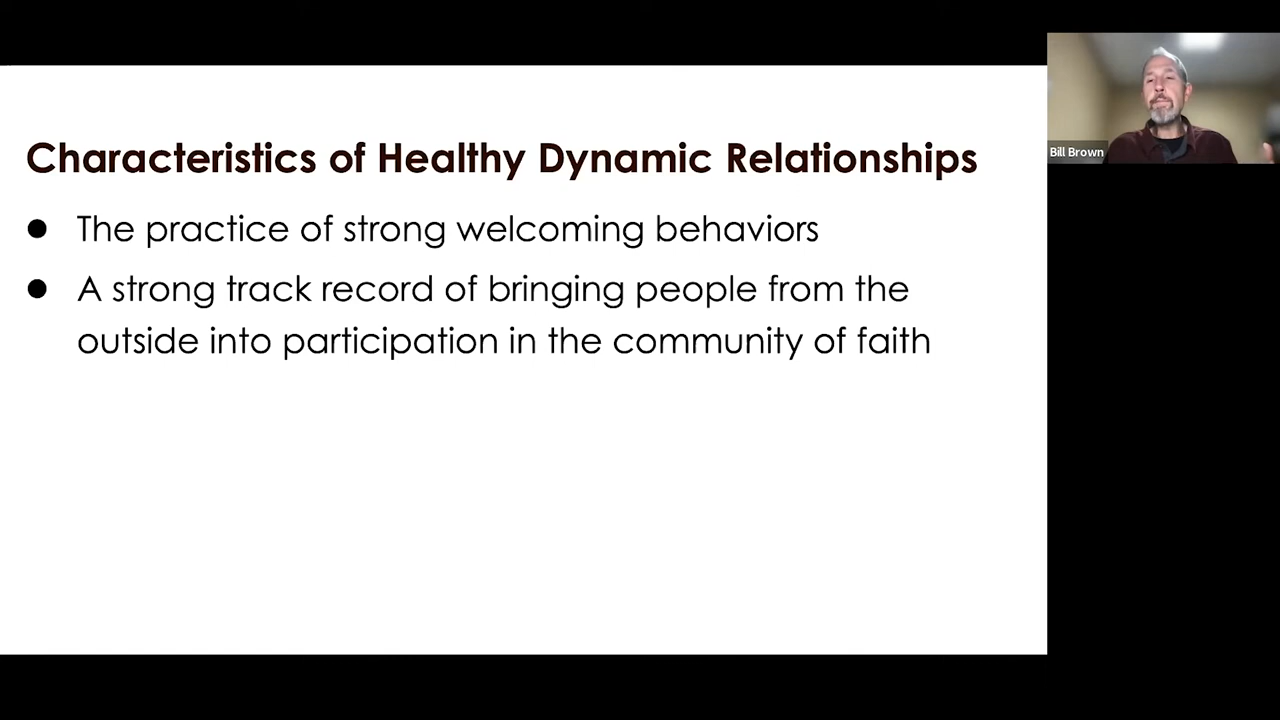 Characteristics of Healthy Dynamic Relationships
● The practice of strong welcoming behaviors
● A strong track record of bringing people from the
outside into participation in the community of faith
Bill Brown